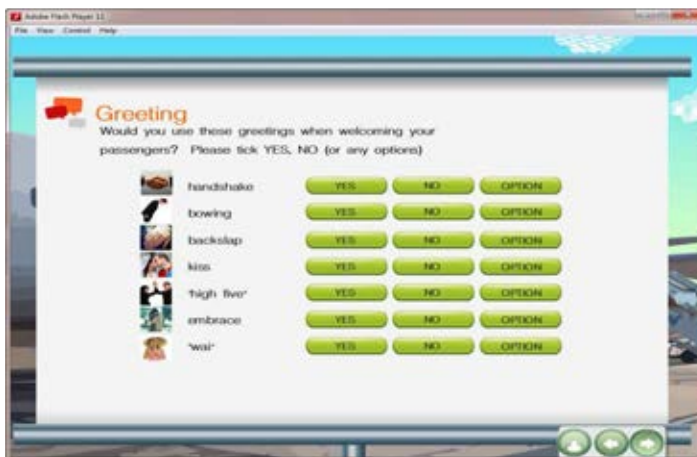 Adobe Flash Player 11
File View Control Help
Greeting
Would you use these greetings when welcoming your
passengers? Please tick YES, NO (or any options)
handshake YES NO OPTION
bowing YES NO OPTION
backslap YES NO OPTION
kiss YES NO OPTION
"high five" YES NO OPTION
embrace YES NO OPTION
"wai" YES NO OPTION